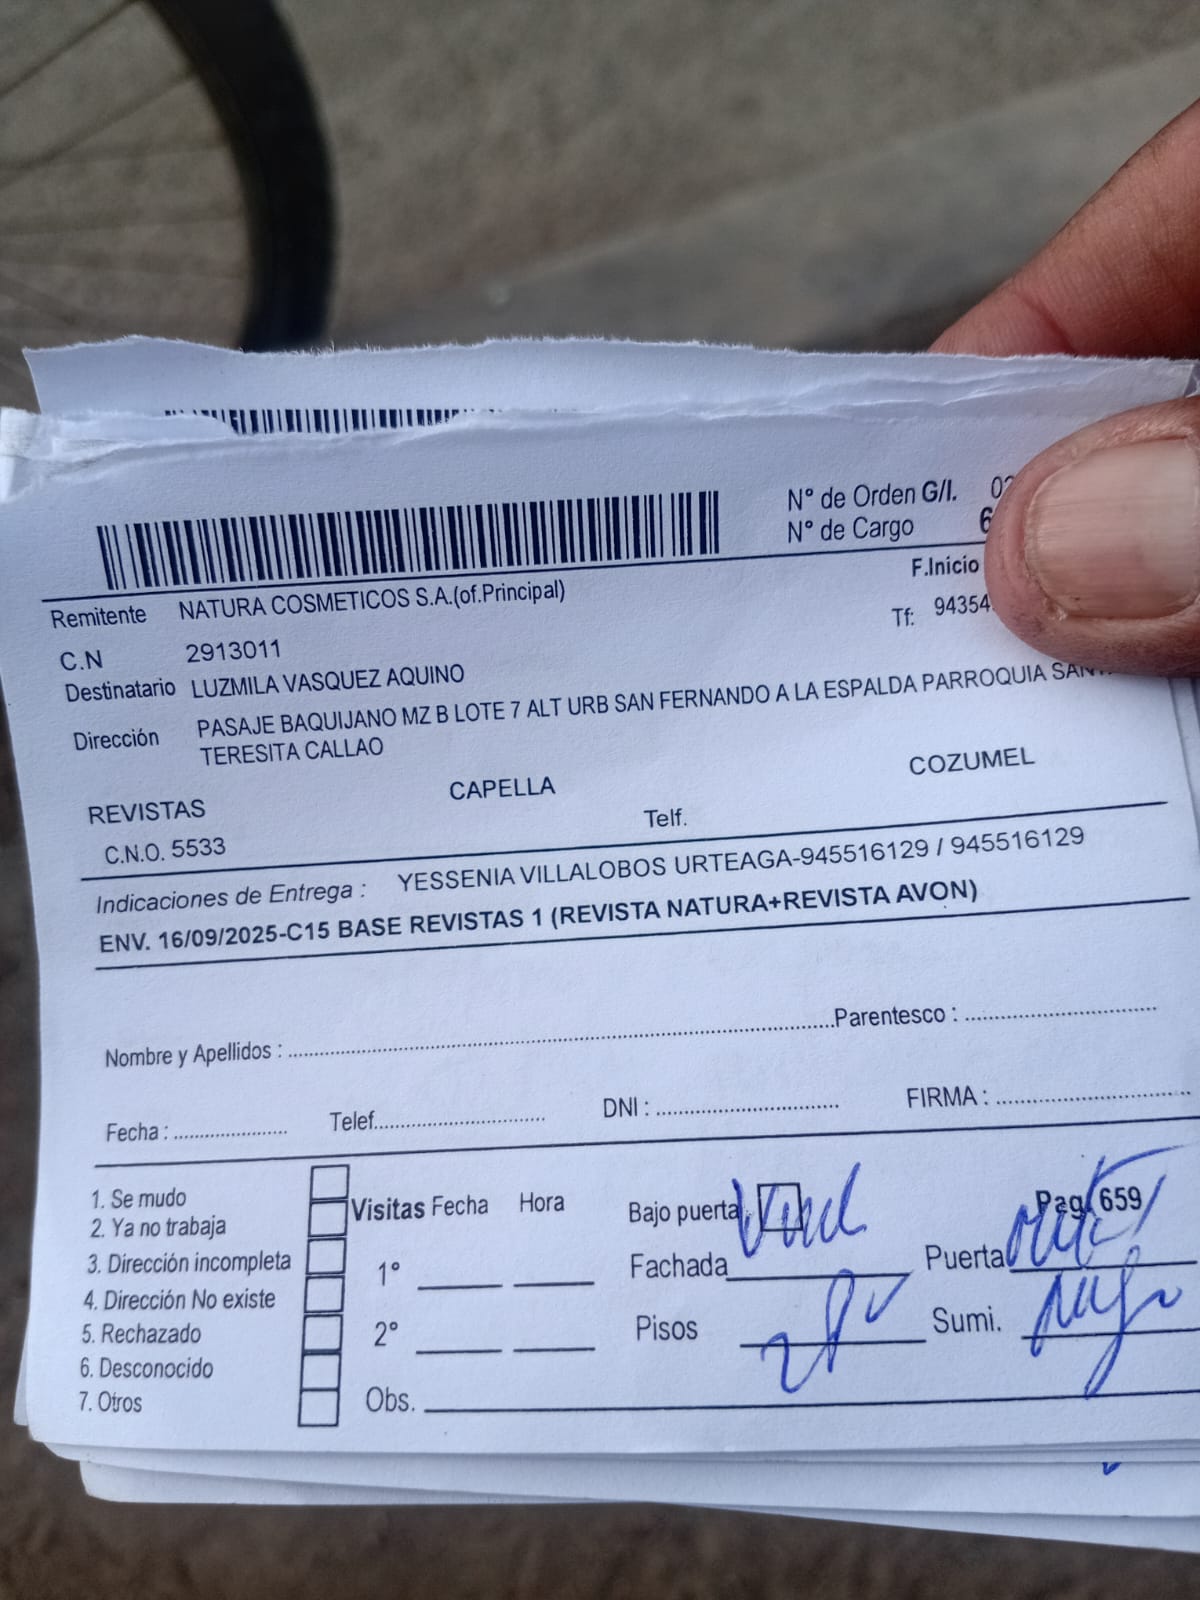 N° de Orden G/I. 02
N° de Cargo 6
F.Inicio
Remitente NATURA COSMETICOS S.A.(of.Principal)
Tf: 94354
C.N 2913011
Destinatario LUZMILA VASQUEZ AQUINO
Dirección PASAJE BAQUIJANO MZ B LOTE 7 ALT URB SAN FERNANDO A LA ESPALDA PARROQUIA
TERESITA CALLAO
REVISTAS CAPELLA COZUMEL
C.N.O. 5533 Telf.
Indicaciones de Entrega : YESSENIA VILLALOBOS URTEAGA-945516129 / 945516129
ENV. 16/09/2025-C15 BASE REVISTAS 1 (REVISTA NATURA+REVISTA AVON)
Nombre y Apellidos : Parentesco :
Fecha : Telef. DNI : FIRMA :
1. Se mudo
2. Ya no trabaja
3. Dirección incompleta
4. Dirección No existe
5. Rechazado
6. Desconocido
7. Otros
Visitas Fecha Hora
1°
2°
Obs.
Bajo puerta
Pag. 659
Fachada Puerta
Pisos Sumi.